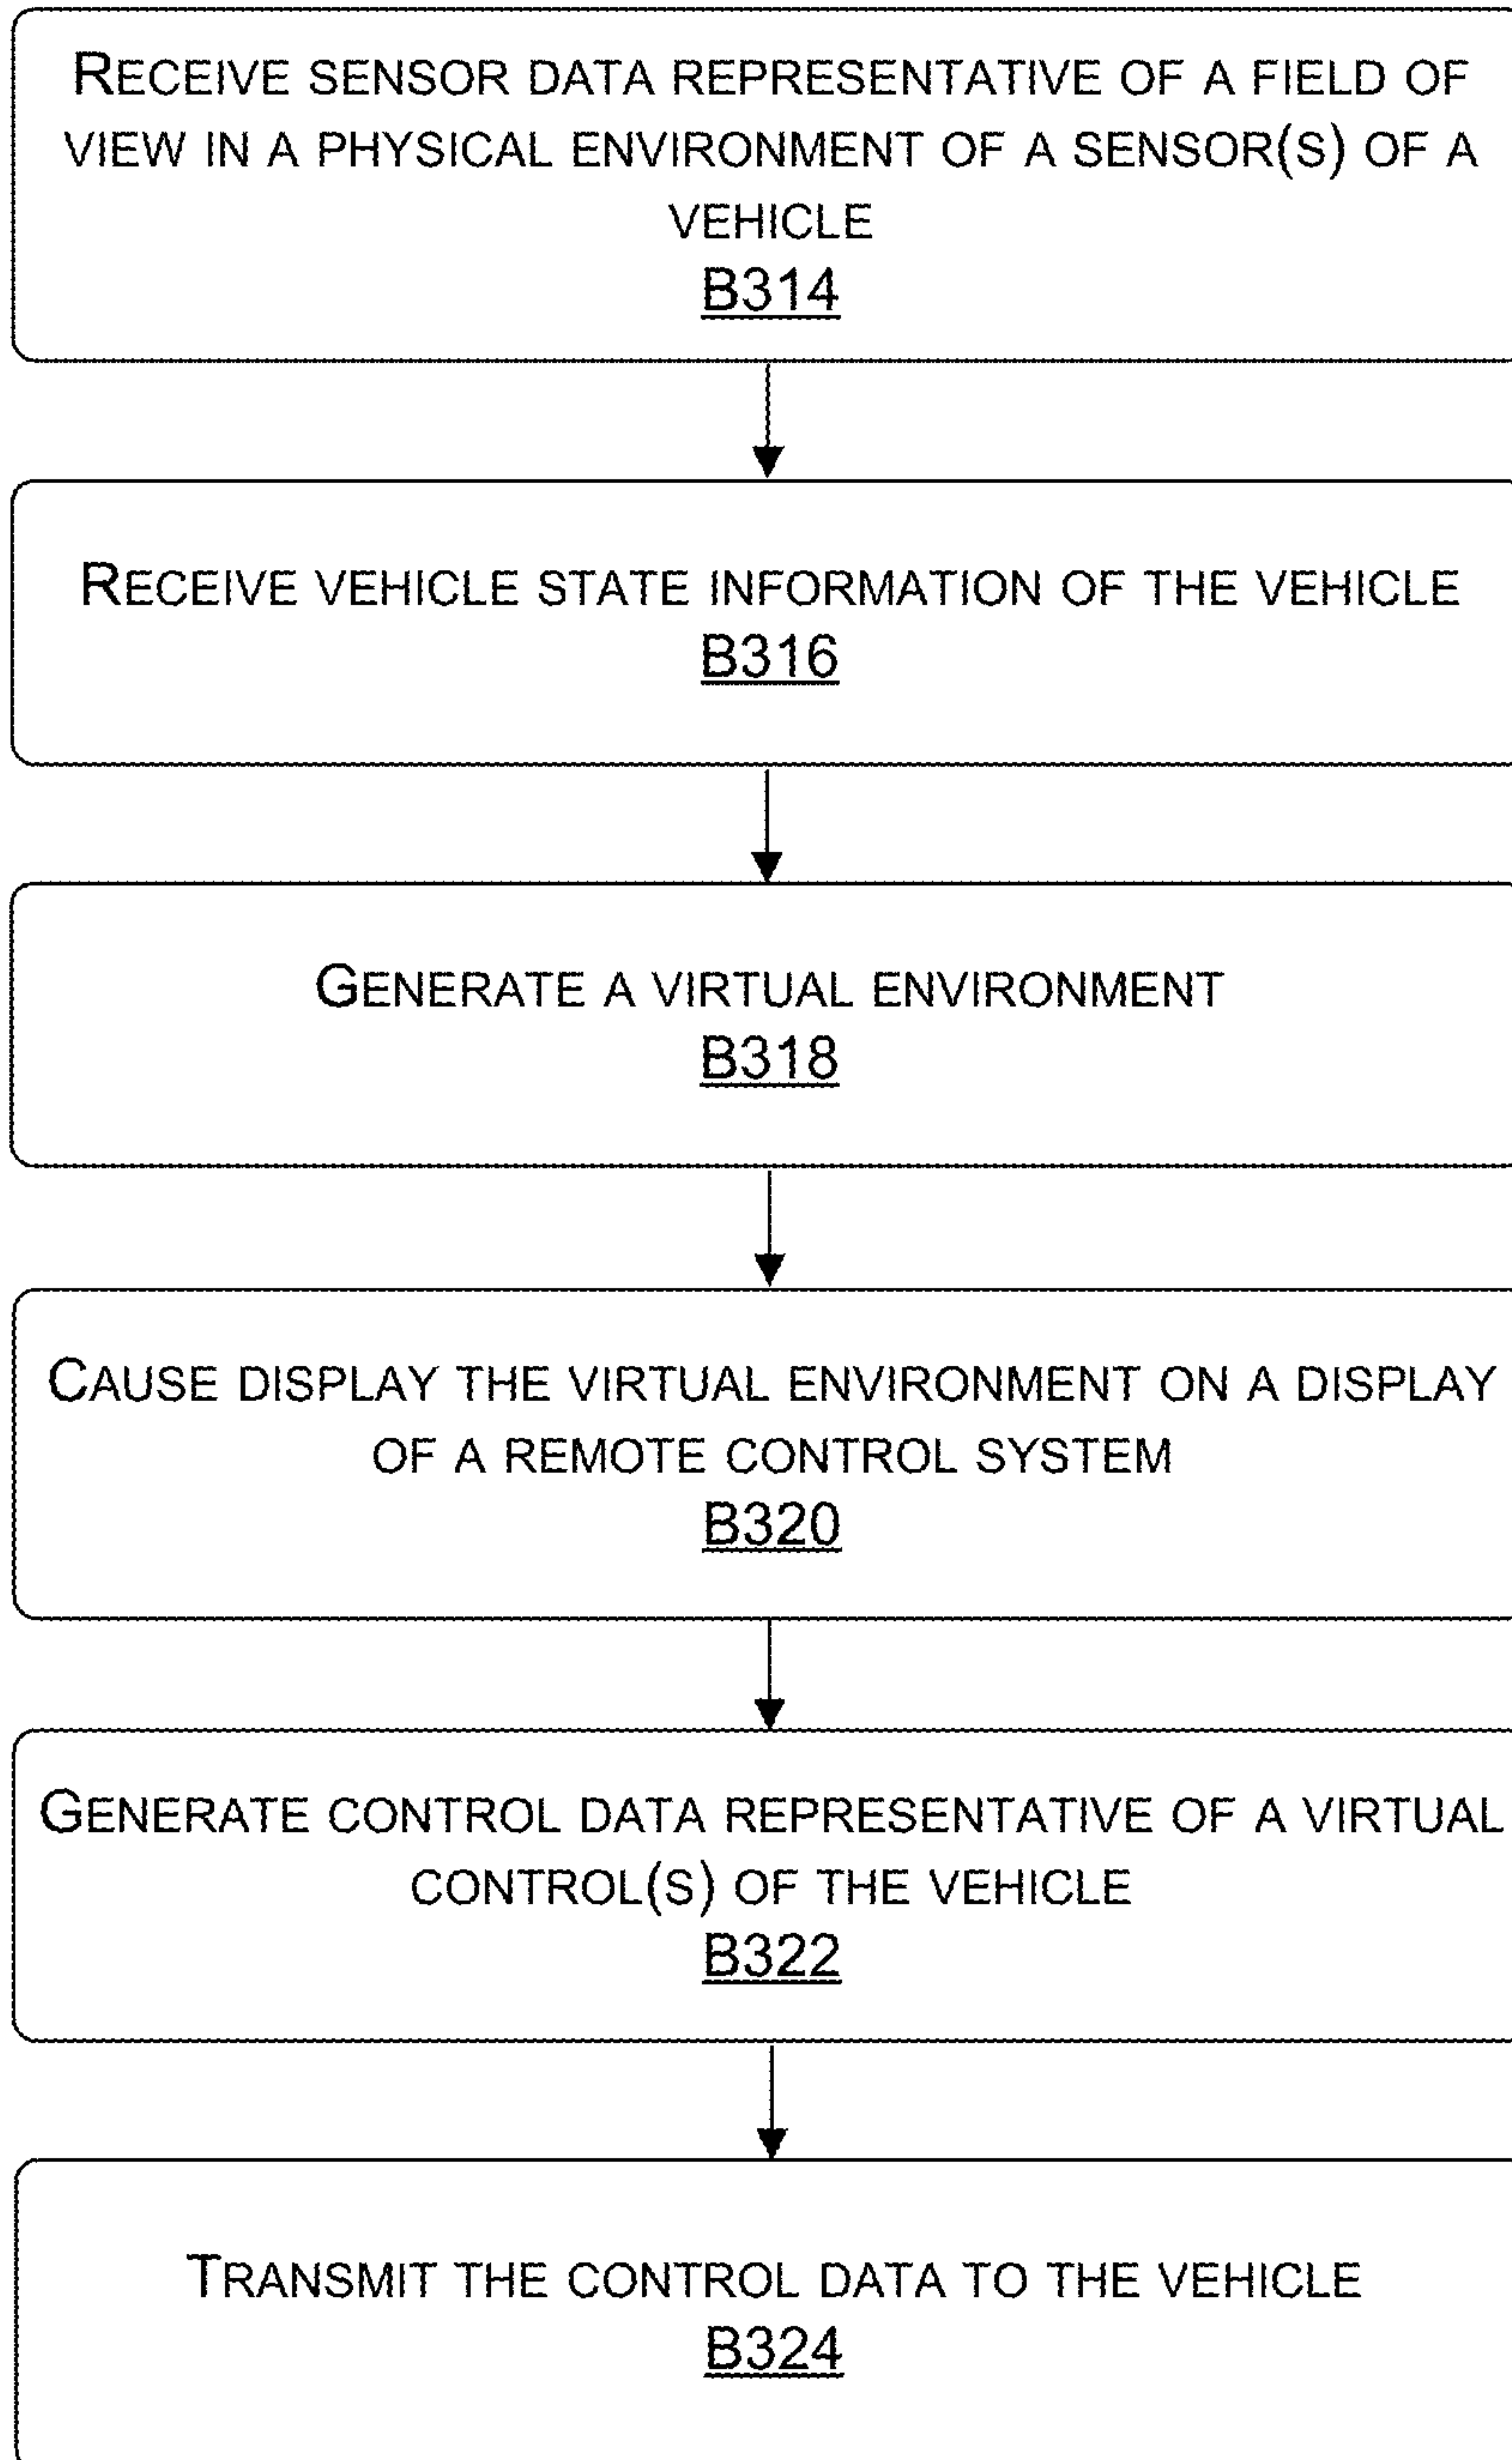 RECEIVE SENSOR DATA REPRESENTATIVE OF A FIELD OF
VIEW IN A PHYSICAL ENVIRONMENT OF A SENSOR(S) OF A
VEHICLE
B314
RECEIVE VEHICLE STATE INFORMATION OF THE VEHICLE
B316
GENERATE A VIRTUAL ENVIRONMENT
B318
CAUSE DISPLAY THE VIRTUAL ENVIRONMENT ON A DISPLAY
OF A REMOTE CONTROL SYSTEM
B320
GENERATE CONTROL DATA REPRESENTATIVE OF A VIRTUAL
CONTROL(S) OF THE VEHICLE
B322
TRANSMIT THE CONTROL DATA TO THE VEHICLE
B324